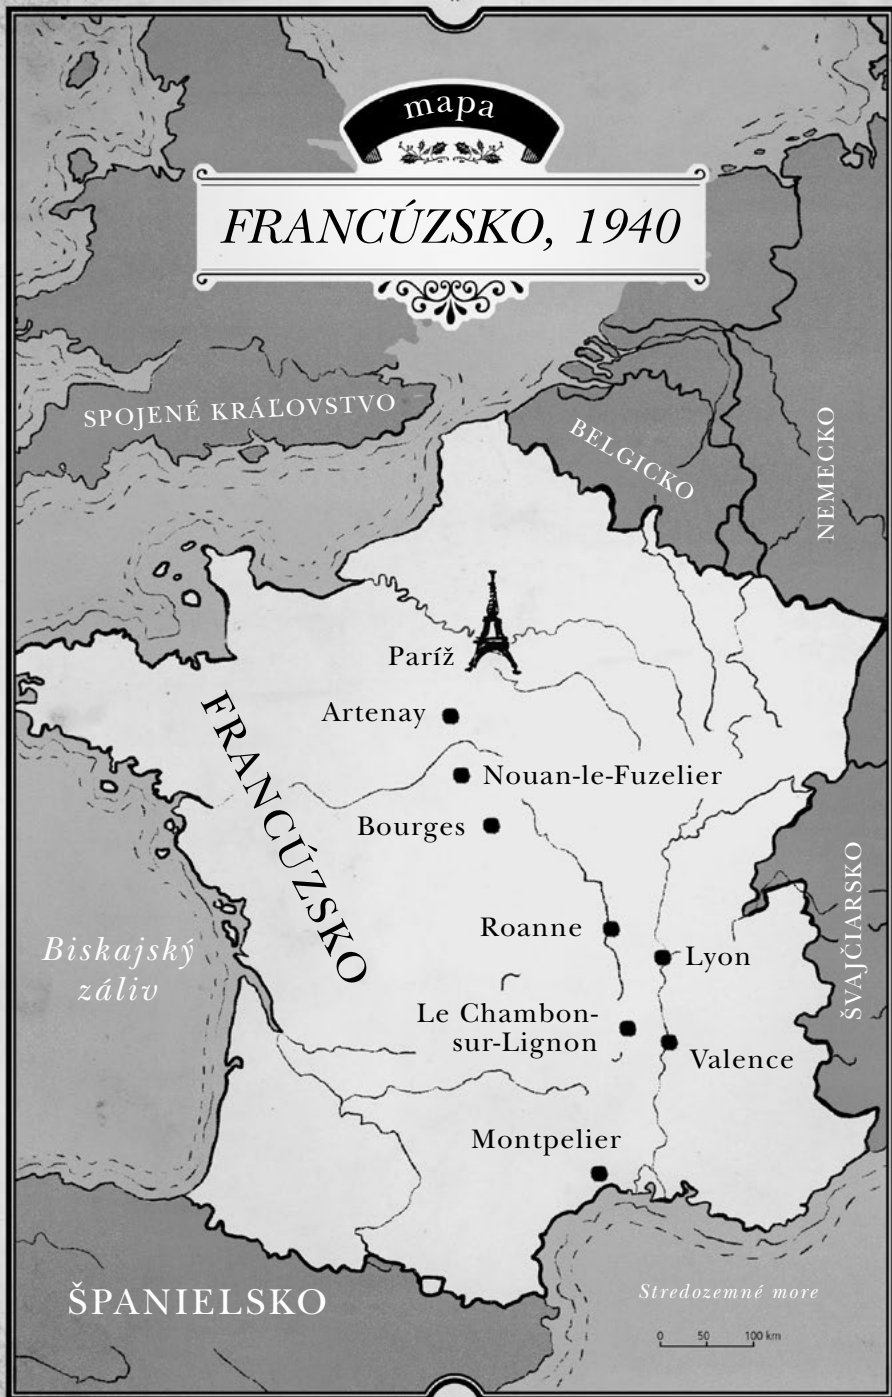 mapa
FRANCÚZSKO, 1940
SPOJENÉ KRÁĽOVSTVO
BELGICKO
NEMECKO
Paríž
Artenay
FRANCÚZSKO
Nouan-le-Fuzelier
Bourges
ŠVAJČIARSKO
Biskajský
záliv
Roanne
Lyon
Le Chambon-
sur-Lignon
Valence
Montpelier
ŠPANIELSKO
Stredozemné more
0 50 100 km